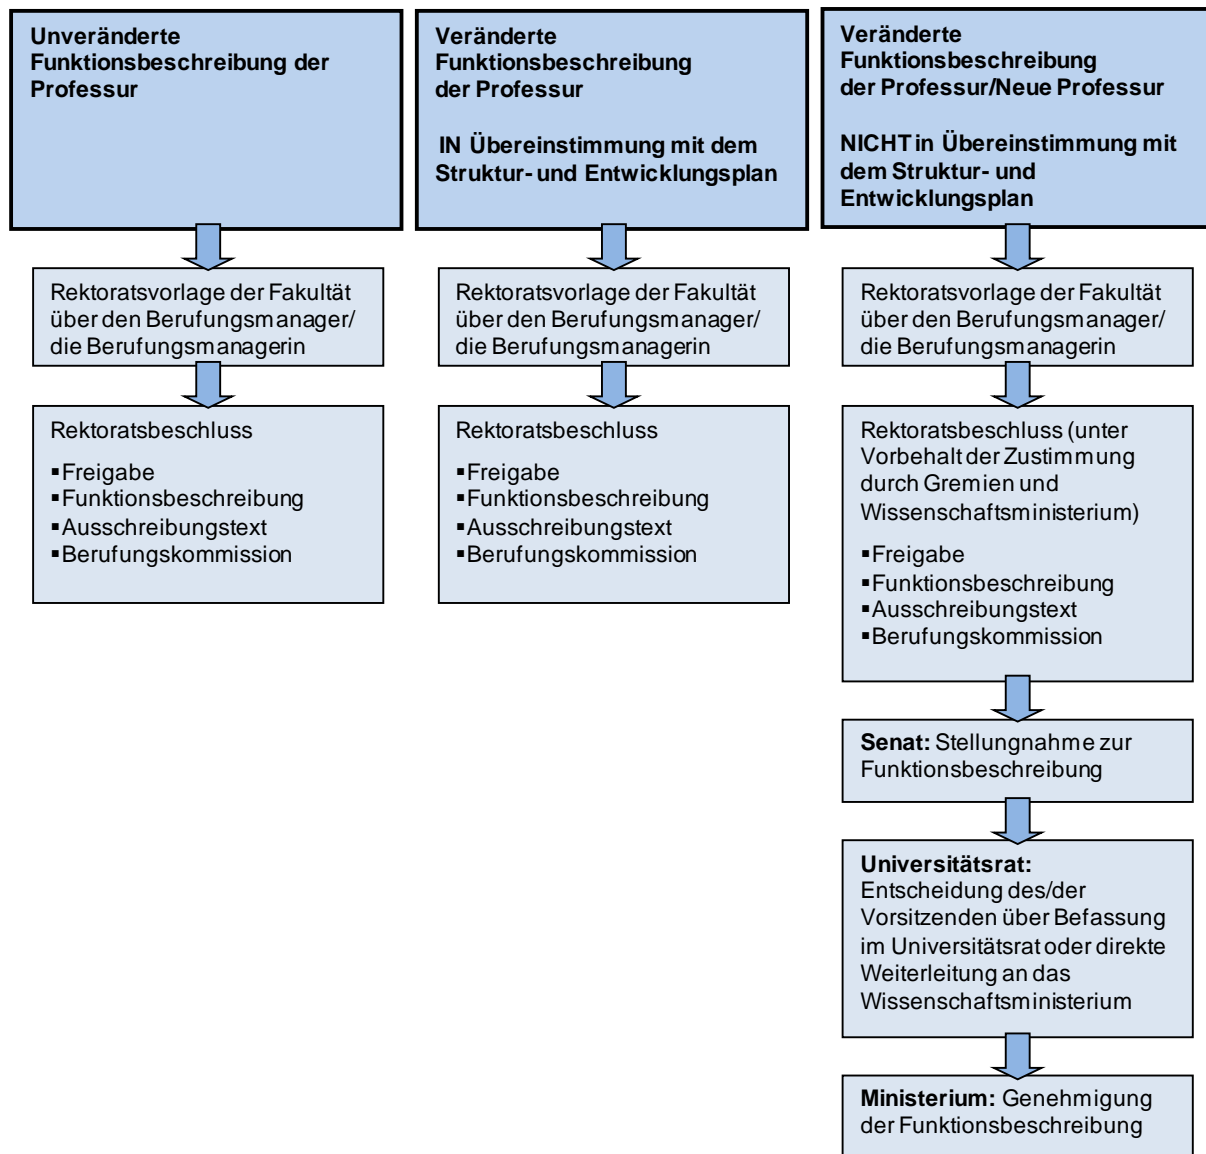 Unveränderte
Funktionsbeschreibung der
Professur
Rektoratsvorlage der Fakultät
über den Berufungsmanager/
die Berufungsmanagerin
Rektoratsbeschluss
▪Freigabe
▪Funktionsbeschreibung
▪Ausschreibungstext
▪Berufungskommission
Veränderte
Funktionsbeschreibung
der Professur
IN Übereinstimmung mit dem
Struktur- und Entwicklungsplan
Rektoratsvorlage der Fakultät
über den Berufungsmanager/
die Berufungsmanagerin
Rektoratsbeschluss
▪Freigabe
▪Funktionsbeschreibung
▪Ausschreibungstext
▪Berufungskommission
Veränderte
Funktionsbeschreibung
der Professur/Neue Professur
NICHT in Übereinstimmung mit
dem Struktur- und
Entwicklungsplan
Rektoratsvorlage der Fakultät
über den Berufungsmanager/
die Berufungsmanagerin
Rektoratsbeschluss (unter
Vorbehalt der Zustimmung
durch Gremien und
Wissenschaftsministerium)
▪Freigabe
▪Funktionsbeschreibung
▪Ausschreibungstext
▪Berufungskommission
Senat: Stellungnahme zur
Funktionsbeschreibung
Universitätsrat:
Entscheidung des/der
Vorsitzenden über Befassung
im Universitätsrat oder direkte
Weiterleitung an das
Wissenschaftsministerium
Ministerium: Genehmigung
der Funktionsbeschreibung